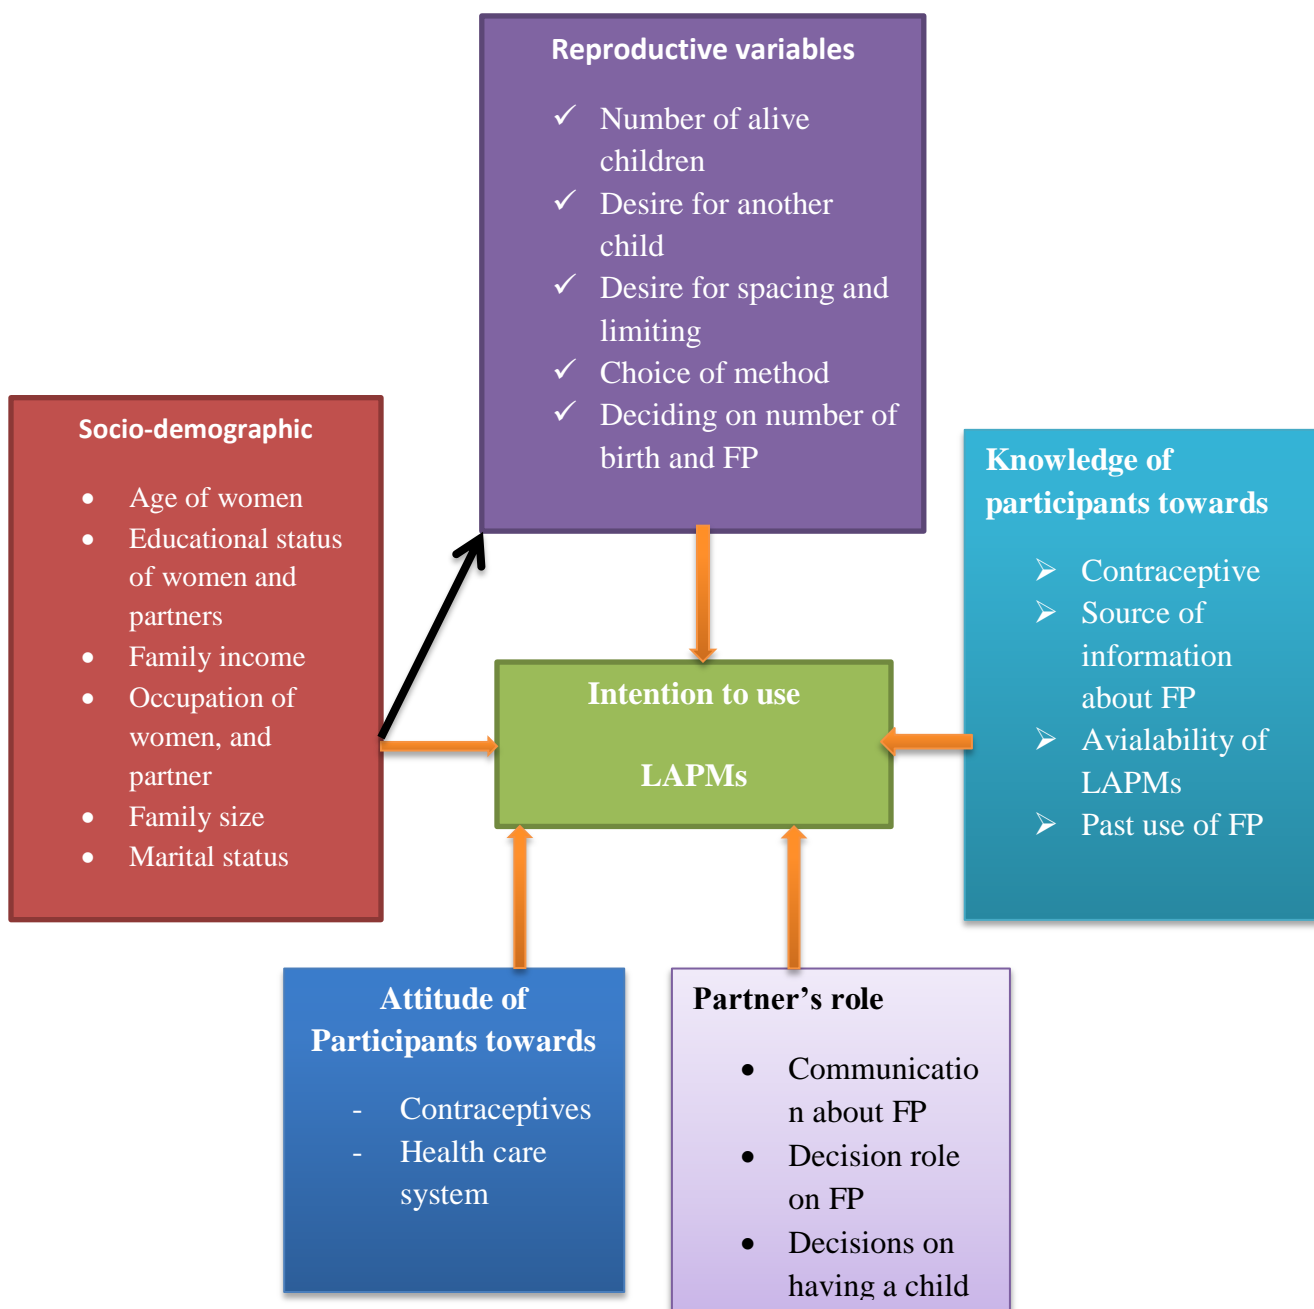 Reproductive variables
✓ Number of alive
children
✓ Desire for another
child
✓ Desire for spacing and
limiting
✓ Choice of method
✓ Deciding on number of
birth and FP
Socio-demographic
• Age of women
• Educational status
of women and
partners
• Family income
• Occupation of
women, and
partner
• Family size
• Marital status
Knowledge of
participants towards
➢ Contraceptive
➢ Source of
information
about FP
➢ Avialability of
LAPMs
➢ Past use of FP
Intention to use
LAPMs
Attitude of
Participants towards
- Contraceptives
- Health care
system
Partner’s role
• Communicatio
n about FP
• Decision role
on FP
• Decisions on
having a child